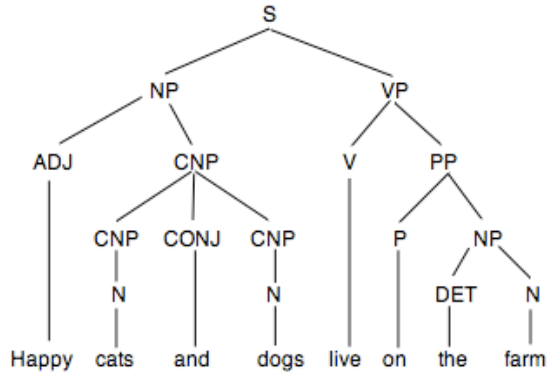 S
NP VP
ADJ CNP V PP
CNP CONJ CNP P NP
N N DET N
Happy cats and dogs live on the farm